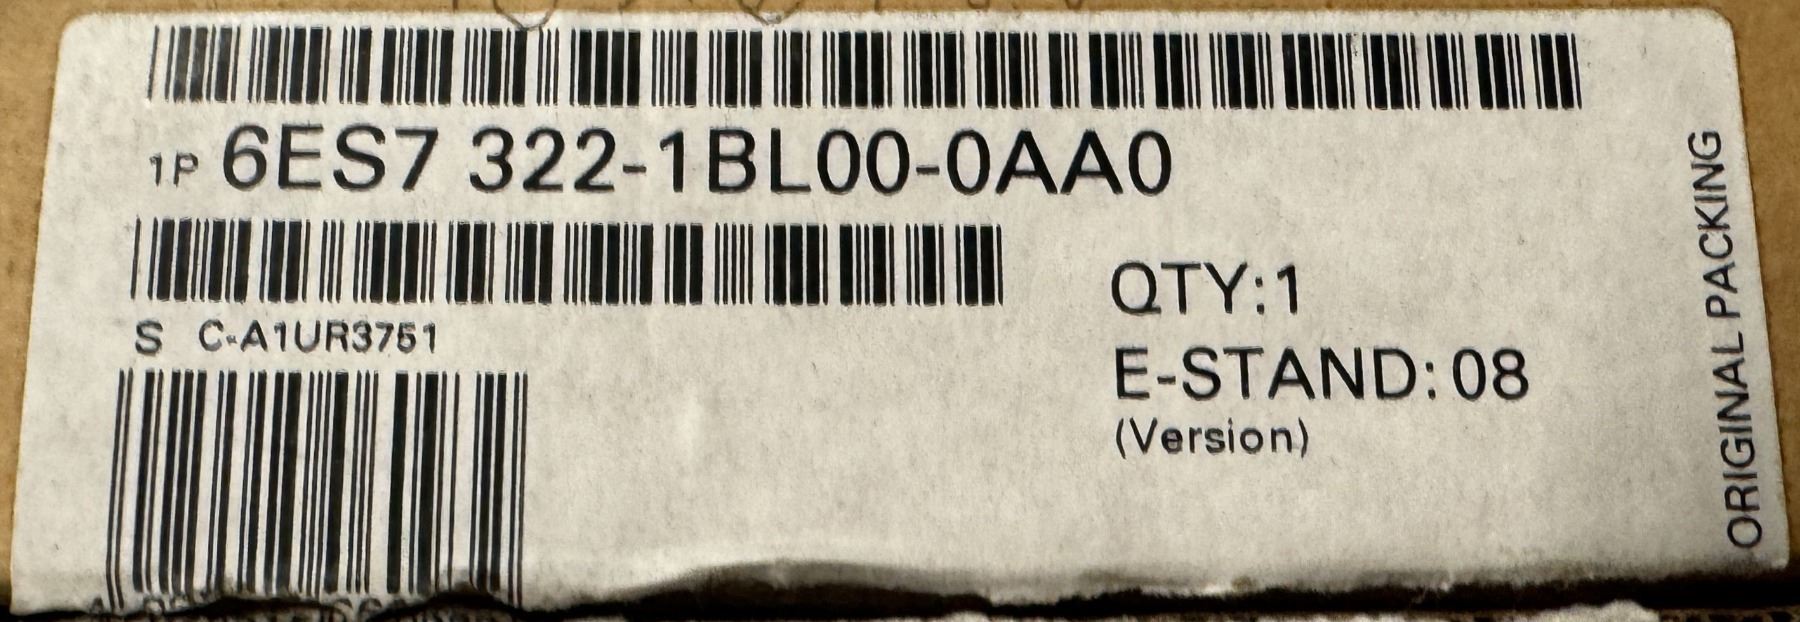 1P 6ES7 322-1BL00-0AA0
S C-A1UR3751
QTY:1
E-STAND:08
(Version)
ORIGINAL PACKING